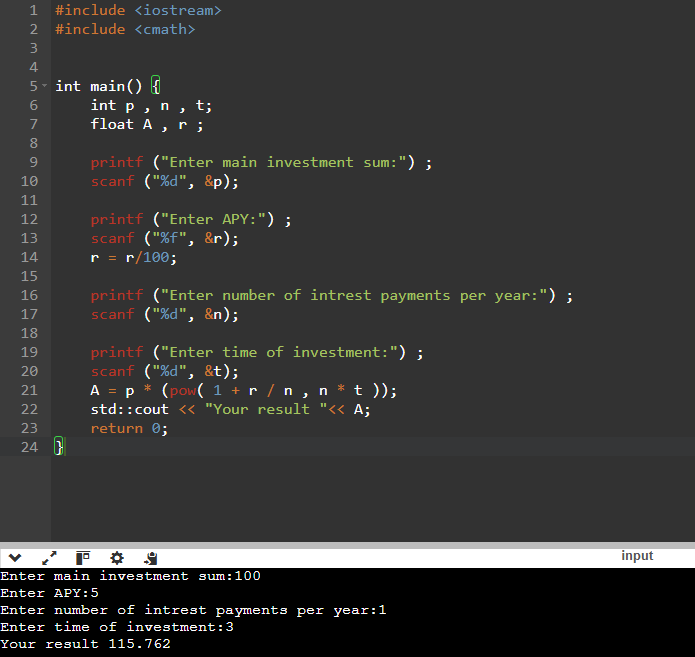 1 #include <iostream>
2 #include <cmath>
3
4
5 int main() {
6 int p , n , t;
7 float A , r ;
8
9 printf ("Enter main investment sum:") ;
10 scanf ("%d", &p);
11
12 printf ("Enter APY:") ;
13 scanf ("%f", &r);
14 r = r/100;
15
16 printf ("Enter number of intrest payments per year:") ;
17 scanf ("%d", &n);
18
19 printf ("Enter time of investment:") ;
20 scanf ("%d", &t);
21 A = p * (pow( 1 + r / n , n * t ));
22 std::cout << "Your result "<< A;
23 return 0;
24 }
input
Enter main investment sum:100
Enter APY:5
Enter number of intrest payments per year:1
Enter time of investment:3
Your result 115.762